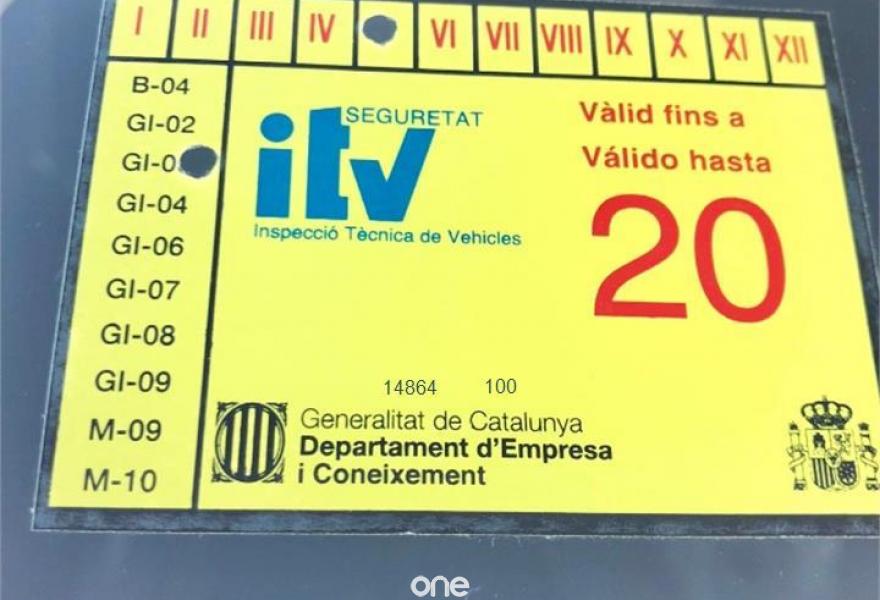 I II III IV VI VII VIII IX X XI XII
B-04
GI-02
GI-0
GI-04
GI-06
GI-07
GI-08
GI-09
M-09
M-10
itv SEGURETAT
Inspecció Tècnica de Vehicles
Vàlid fins a
Válido hasta
20
14864 100
Generalitat de Catalunya
Departament d'Empresa
i Coneixement
one